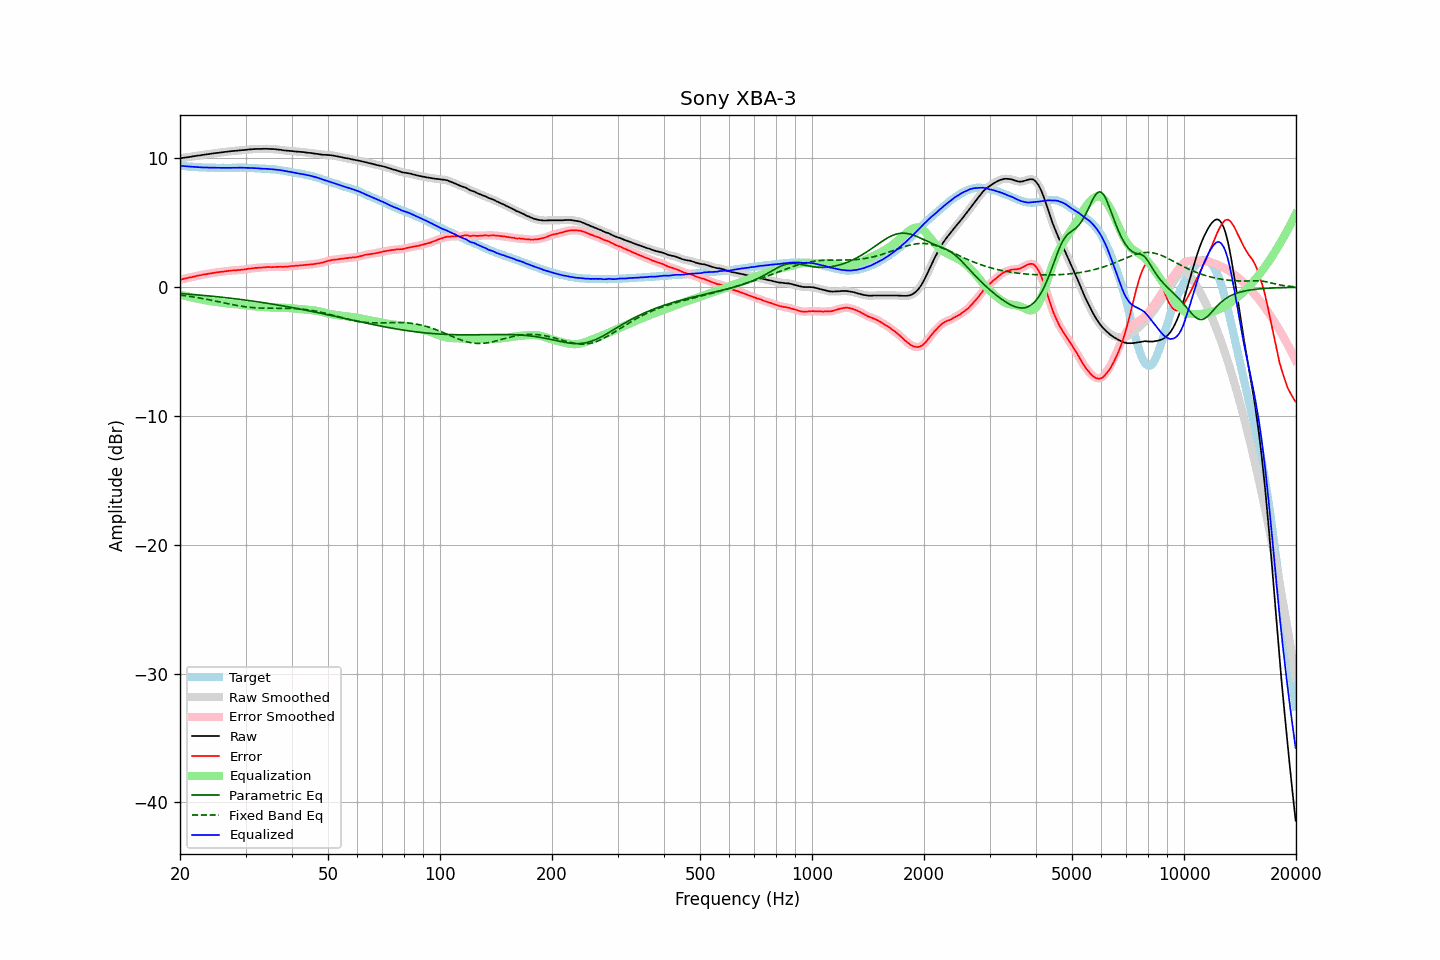 Sony XBA-3
10
0
−10
−20
−30
−40
Amplitude (dBr)
Target
Raw Smoothed
Error Smoothed
Raw
Error
Equalization
Parametric Eq
Fixed Band Eq
Equalized
20 50 100 200 500 1000 2000 5000 10000 20000
Frequency (Hz)